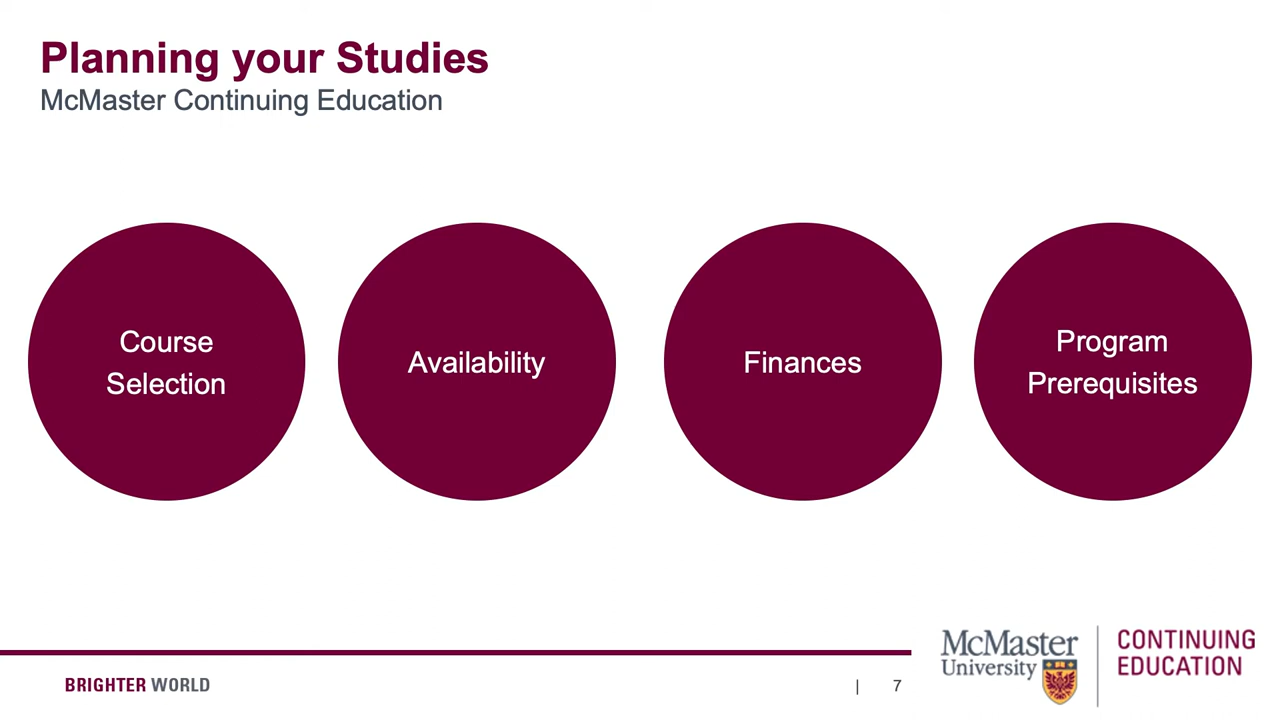 Planning your Studies
McMaster Continuing Education
Course
Selection
Availability
Finances
Program
Prerequisites
BRIGHTER WORLD
| 7
McMaster
University
CONTINUING
EDUCATION